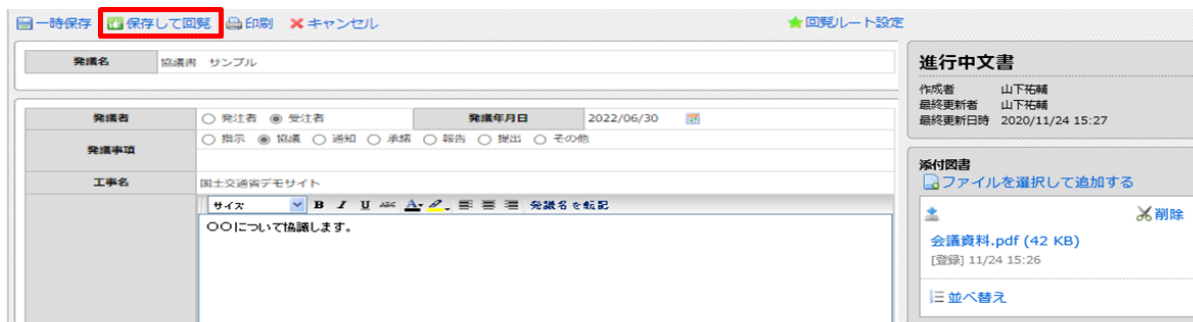 一時保存 保存して回覧 印刷 キャンセル 回覧ルート設定
発議名 協議書 サンプル
発議者 発注者 受注者 発議年月日 2022/06/30
発議事項 指示 協議 通知 承諾 報告 提出 その他
工事名 国土交通省デモサイト
サイズ B I U ABC A 発議名を転記
〇〇について協議します。
進行中文書
作成者 山下祐輔
最終更新者 山下祐輔
最終更新日時 2020/11/24 15:27
添付図書
ファイルを選択して追加する
削除
会議資料.pdf (42 KB)
[登録] 11/24 15:26
並べ替え